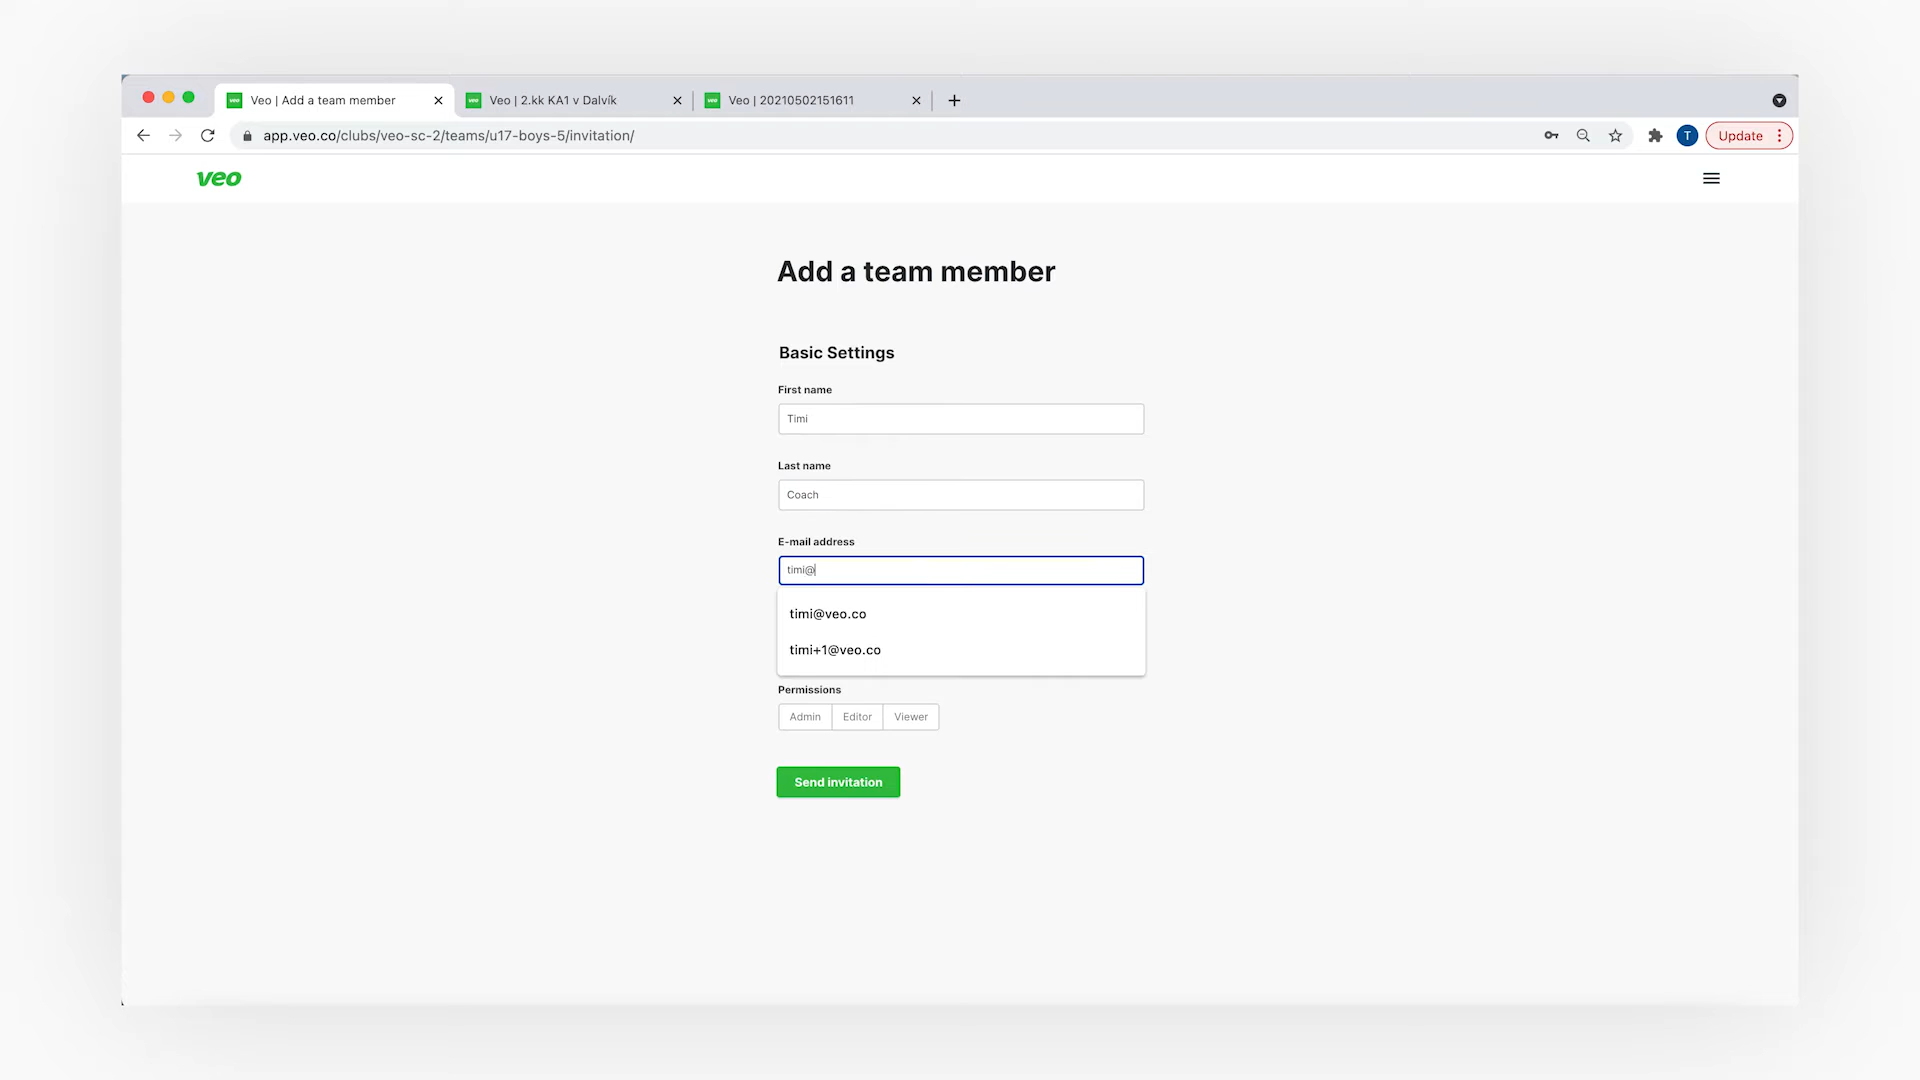 Veo | Add a team member
Veo | 2.kk KA1 v Dalvík
Veo | 20210502151611
app.veo.co/clubs/veo-sc-2/teams/u17-boys-5/invitation/
T
Update
veo
Add a team member
Basic Settings
First name
Timi
Last name
Coach
E-mail address
timi@
timi@veo.co
timi+1@veo.co
Permissions
Admin Editor Viewer
Send invitation